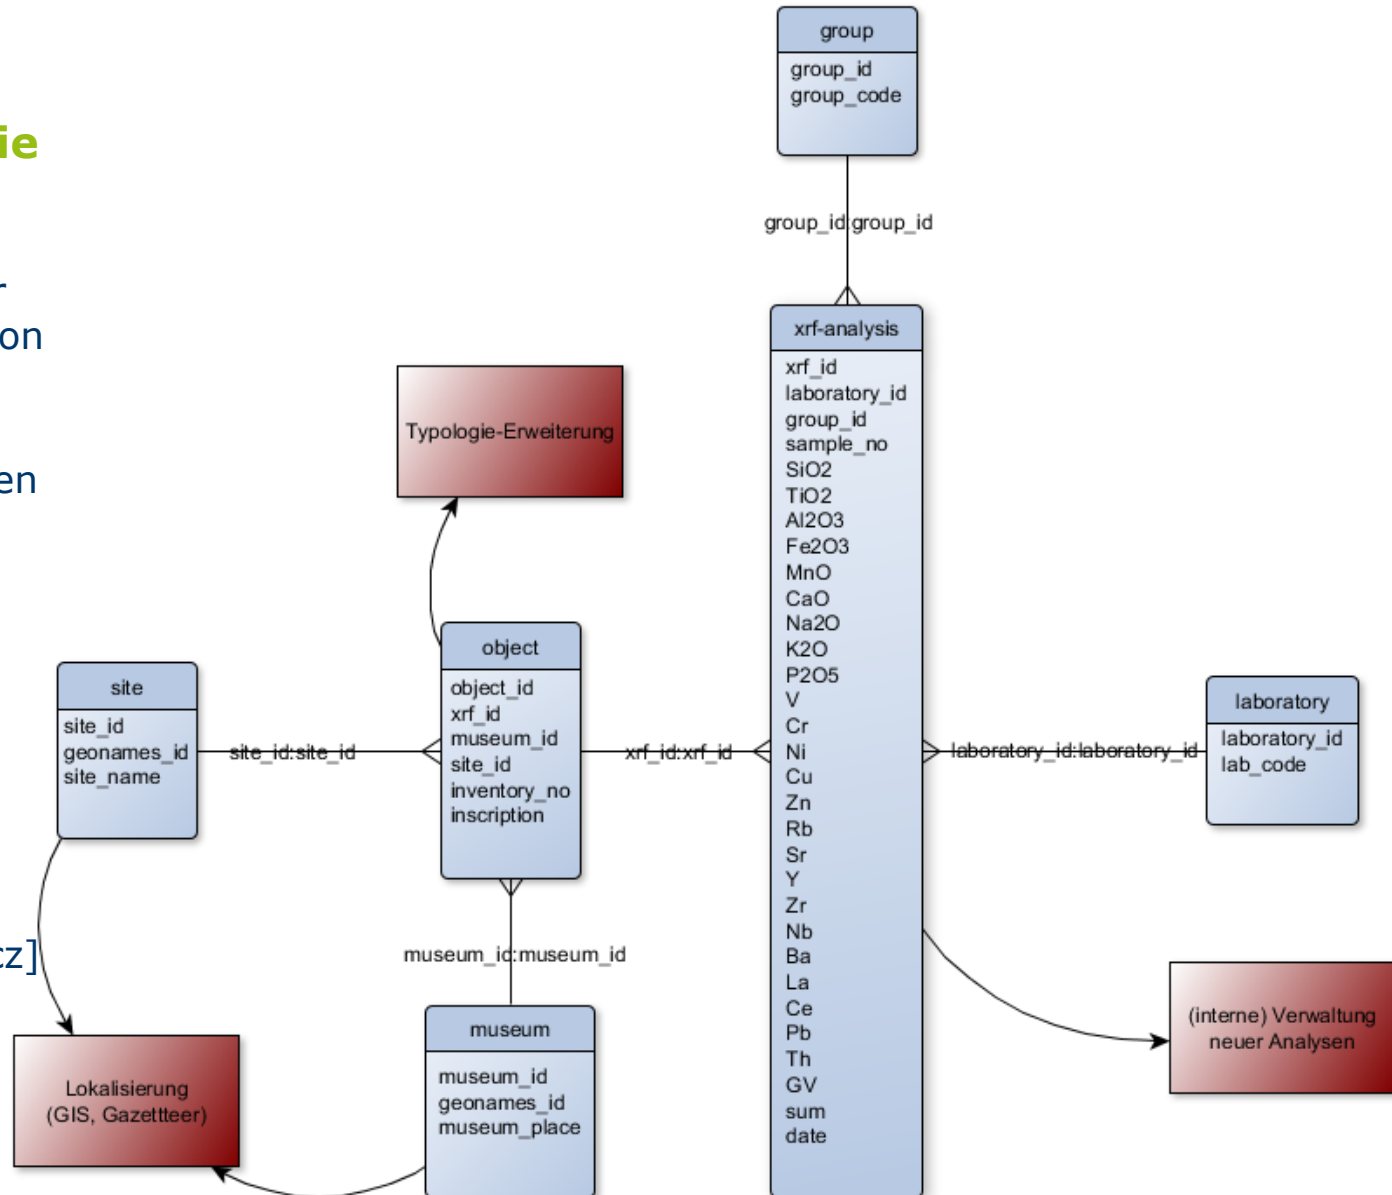 ie
r
on
en
cz]
group
group_id
group_code
group_id:group_id
xrf-analysis
xrf_id
laboratory_id
group_id
sample_no
SiO2
TiO2
Al2O3
Fe2O3
MnO
CaO
Na2O
K2O
P2O5
V
Cr
Ni
Cu
Zn
Rb
Sr
Y
Zr
Nb
Ba
La
Ce
Pb
Th
GV
sum
date
Typologie-Erweiterung
object
object_id
xrf_id
museum_id
site_id
inventory_no
inscription
site
site_id
geonames_id
site_name
site_id:site_id
xrf_id:xrf_id
laboratory_id:laboratory_id
laboratory
laboratory_id
lab_code
museum_id:museum_id
museum
museum_id
geonames_id
museum_place
Lokalisierung
(GIS, Gazettteer)
(interne) Verwaltung
neuer Analysen